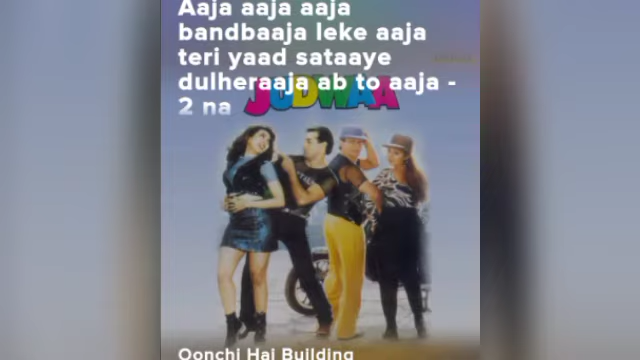 Aaja aaja aaja
bandbaaja leke aaja
teri yaad sataaye
dulheraaja ab to aaja -
2 na
JUDWAA
Oonchi Hai Building